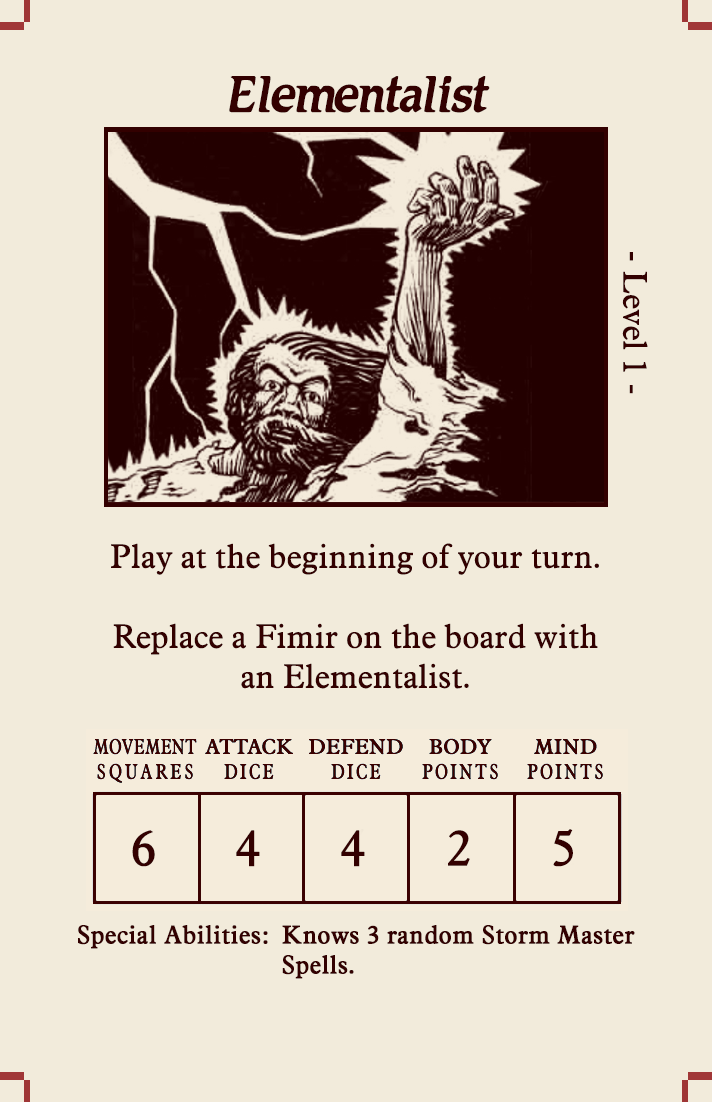 Elementalist
- Level 1 -
Play at the beginning of your turn.
Replace a Fimir on the board with
an Elementalist.
MOVEMENT SQUARES ATTACK DICE DEFEND DICE BODY POINTS MIND POINTS
6 4 4 2 5
Special Abilities: Knows 3 random Storm Master
Spells.